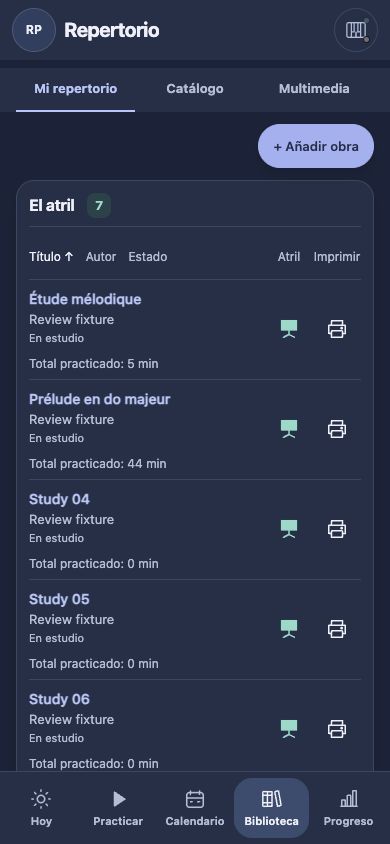 RP Repertorio
Mi repertorio Catálogo Multimedia
+ Añadir obra
El atril 7
Título ↑ Autor Estado Atril Imprimir
Étude mélodique
Review fixture
En estudio
Total practicado: 5 min
Prélude en do majeur
Review fixture
En estudio
Total practicado: 44 min
Study 04
Review fixture
En estudio
Total practicado: 0 min
Study 05
Review fixture
En estudio
Total practicado: 0 min
Study 06
Review fixture
En estudio
Total practicado: 0 min
Hoy Practicar Calendario Biblioteca Progreso